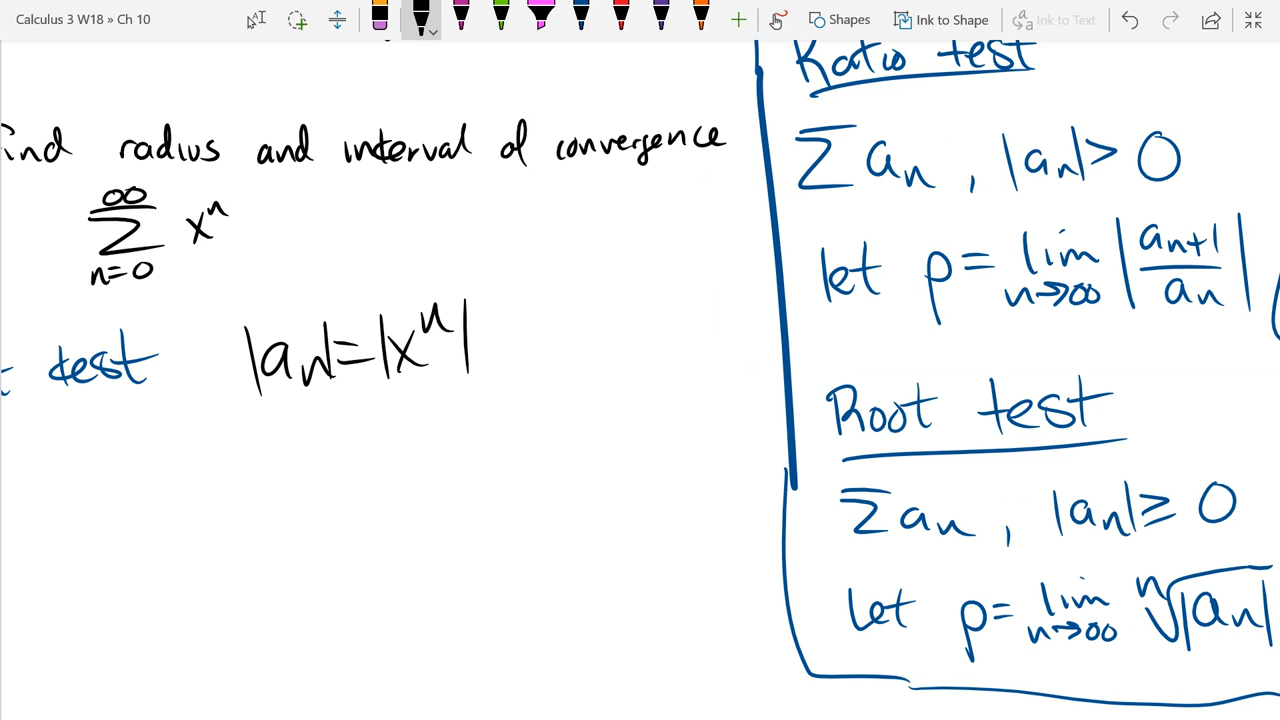 Calculus 3 W18 » Ch 10
Shapes
Ink to Shape
Ink to Text
find radius and interval of convergence
∞
∑ xⁿ
n=0
test |aₙ|=|xⁿ|
Ratio test
∑aₙ , |aₙ|> 0
let ρ= lim |aₙ₊₁/aₙ|
n→∞
Root test
∑aₙ , |aₙ|≥ 0
Let ρ= lim ⁿ√|aₙ|
n→∞